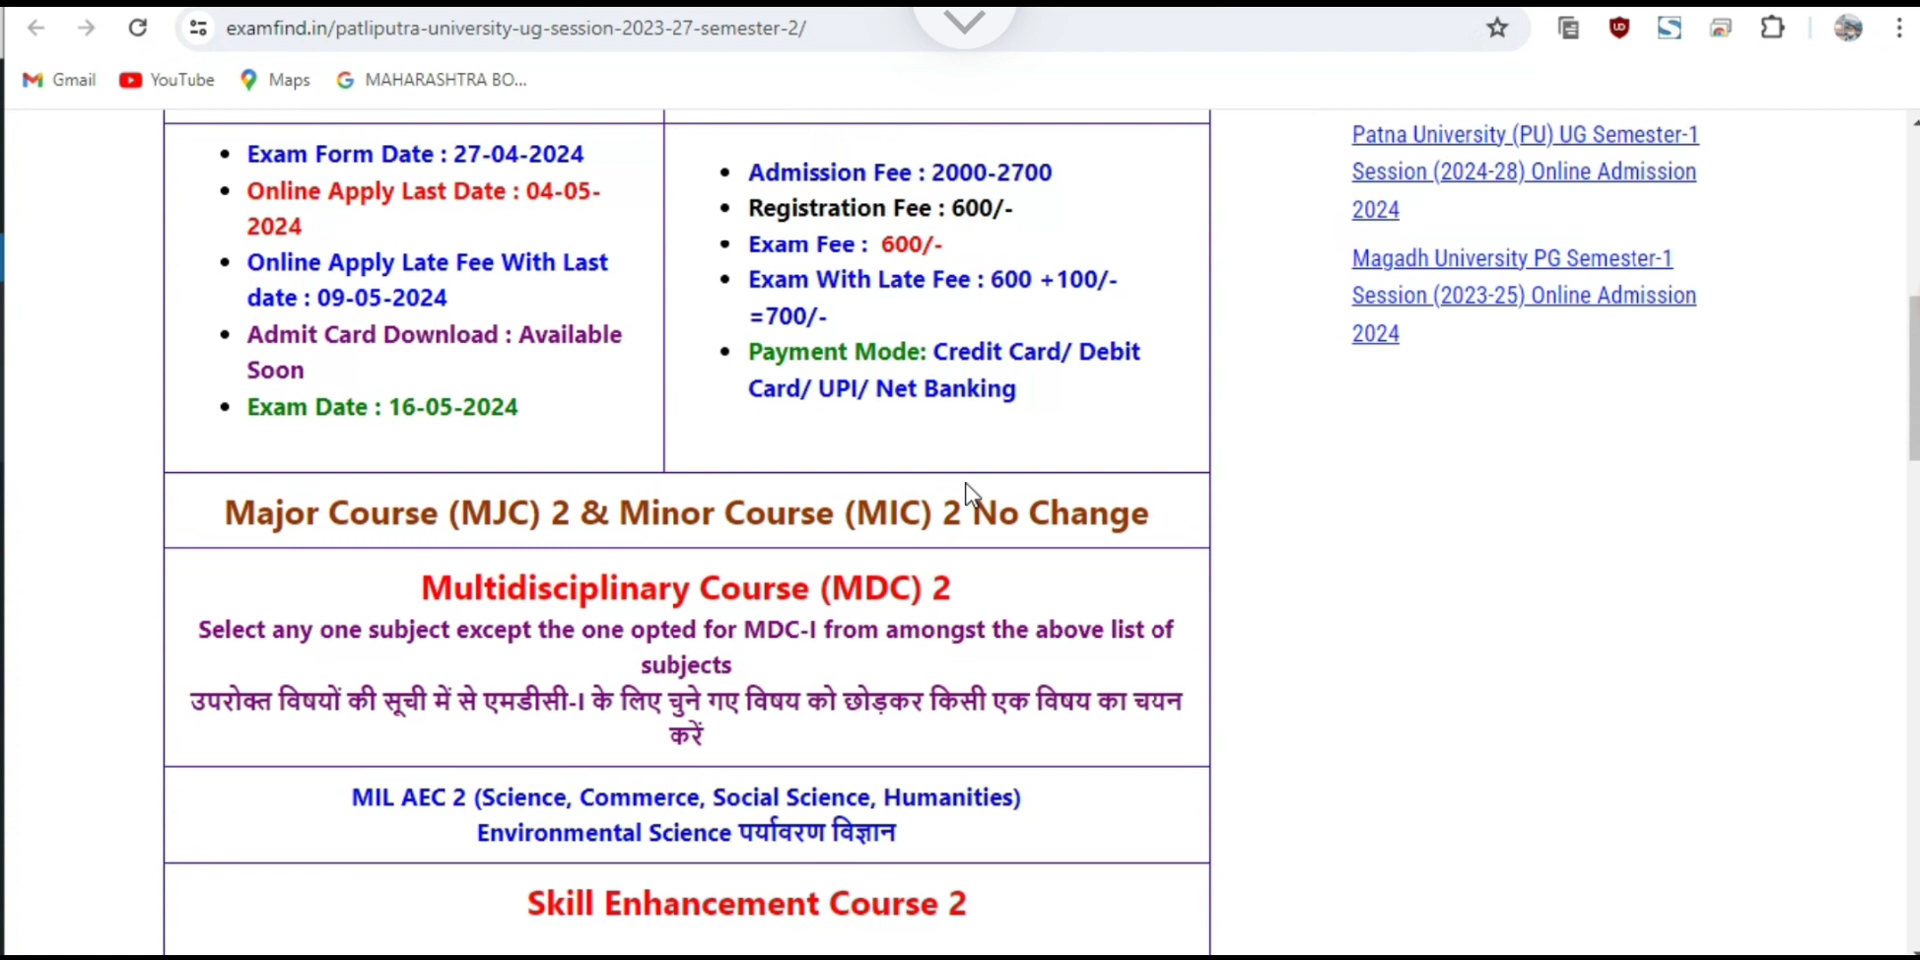 examfind.in/patliputra-university-ug-session-2023-27-semester-2/
Gmail
YouTube
Maps
MAHARASHTRA BO...
Exam Form Date : 27-04-2024
Online Apply Last Date : 04-05-
2024
Online Apply Late Fee With Last
date : 09-05-2024
Admit Card Download : Available
Soon
Exam Date : 16-05-2024
Admission Fee : 2000-2700
Registration Fee : 600/-
Exam Fee : 600/-
Exam With Late Fee : 600 +100/-
=700/-
Payment Mode: Credit Card/ Debit
Card/ UPI/ Net Banking
Patna University (PU) UG Semester-1
Session (2024-28) Online Admission
2024
Magadh University PG Semester-1
Session (2023-25) Online Admission
2024
Major Course (MJC) 2 & Minor Course (MIC) 2 No Change
Multidisciplinary Course (MDC) 2
Select any one subject except the one opted for MDC-I from amongst the above list of
subjects
उपरोक्त विषयों की सूची में से एमडीसी-I के लिए चुने गए विषय को छोड़कर किसी एक विषय का चयन
करें
MIL AEC 2 (Science, Commerce, Social Science, Humanities)
Environmental Science पर्यावरण विज्ञान
Skill Enhancement Course 2